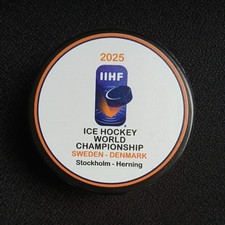 2025
IIHF
ICE HOCKEY
WORLD
CHAMPIONSHIP
SWEDEN - DENMARK
Stockholm - Herning